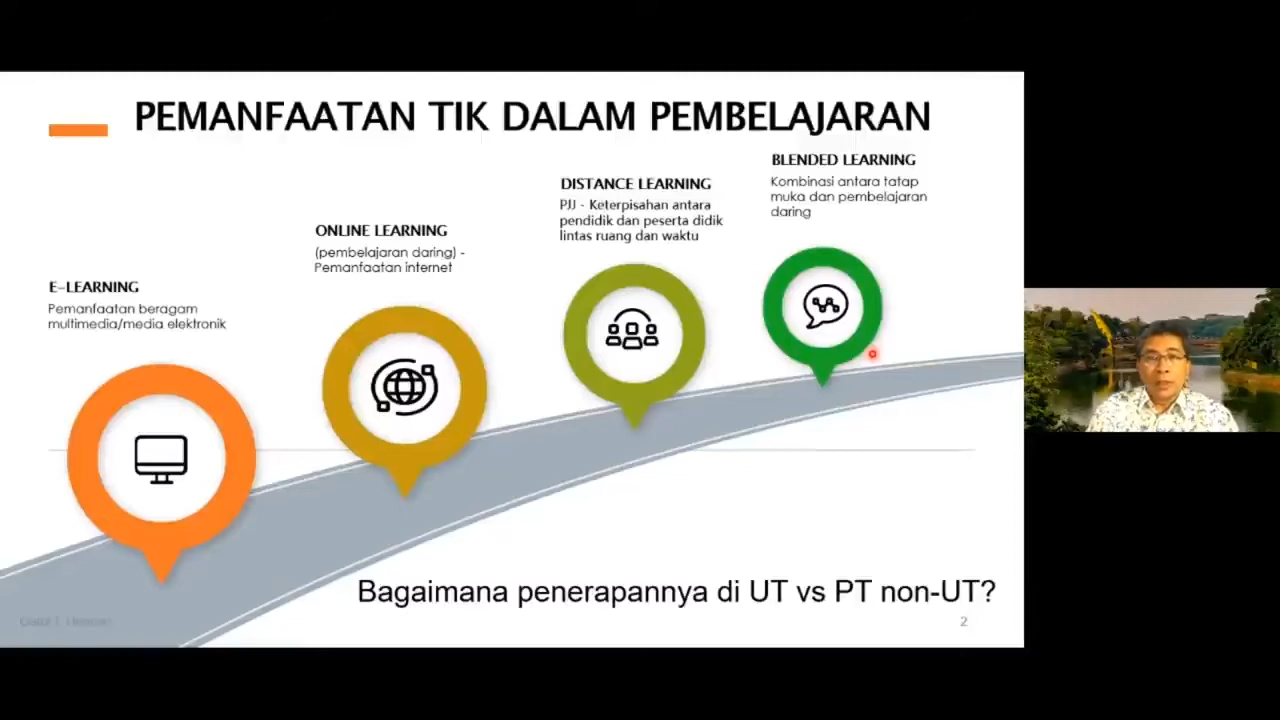 PEMANFAATAN TIK DALAM PEMBELAJARAN
E-LEARNING
Pemanfaatan beragam
multimedia/media elektronik
ONLINE LEARNING
(pembelajaran daring) -
Pemanfaatan internet
DISTANCE LEARNING
PJJ - Keterpisahan antara
pendidik dan peserta didik
lintas ruang dan waktu
BLENDED LEARNING
Kombinasi antara tatap
muka dan pembelajaran
daring
Bagaimana penerapannya di UT vs PT non-UT?
2